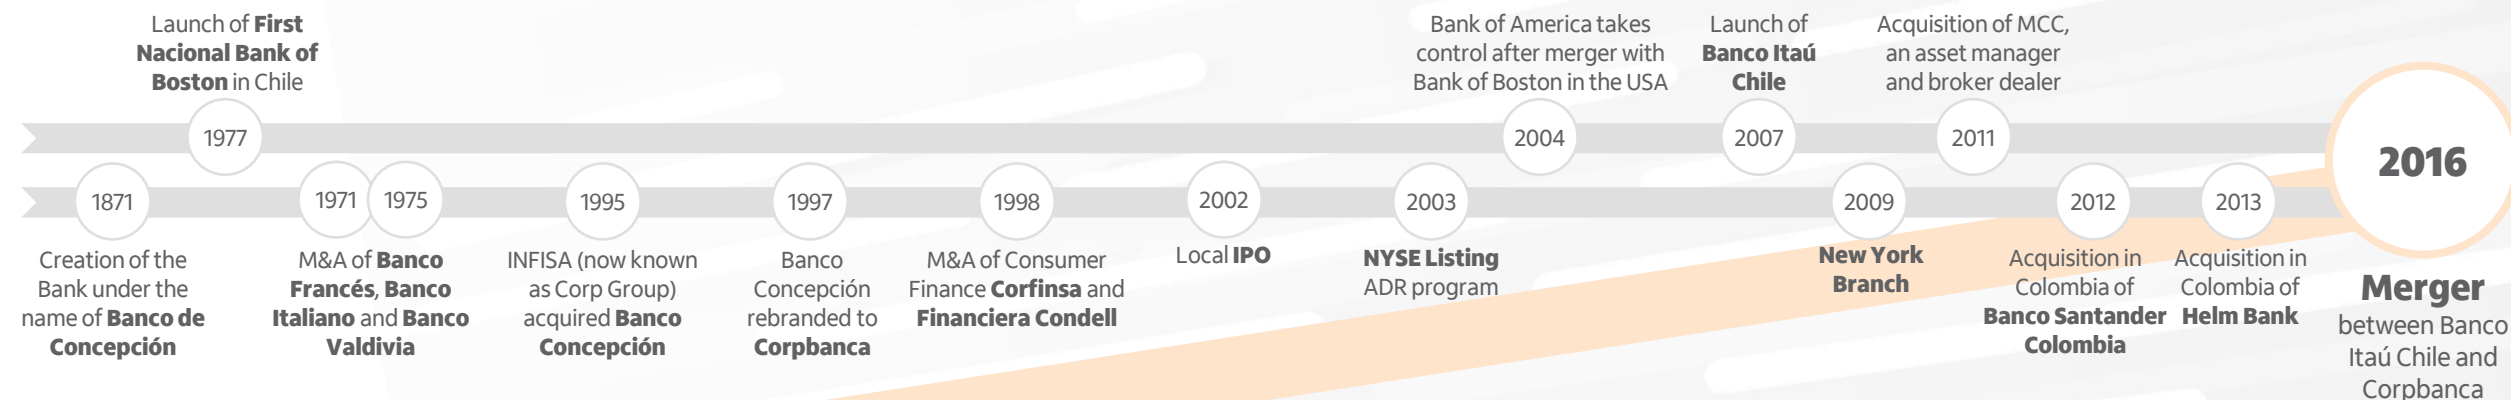 Launch of First
Nacional Bank of
Boston in Chile
1977
Bank of America takes
control after merger with
Bank of Boston in the USA
2004
Launch of
Banco Itaú
Chile
2007
Acquisition of MCC,
an asset manager
and broker dealer
2011
1871
Creation of the
Bank under the
name of Banco de
Concepción
1971
1975
M&A of Banco
Francés, Banco
Italiano and Banco
Valdivia
1995
INFISA (now known
as Corp Group)
acquired Banco
Concepción
1997
Banco
Concepción
rebranded to
Corpbanca
1998
M&A of Consumer
Finance Corfinsa and
Financiera Condell
2002
Local IPO
2003
NYSE Listing
ADR program
2009
New York
Branch
2012
Acquisition in
Colombia of
Banco Santander
Colombia
2013
Acquisition in
Colombia of
Helm Bank
2016
Merger
between Banco
Itaú Chile and
Corpbanca